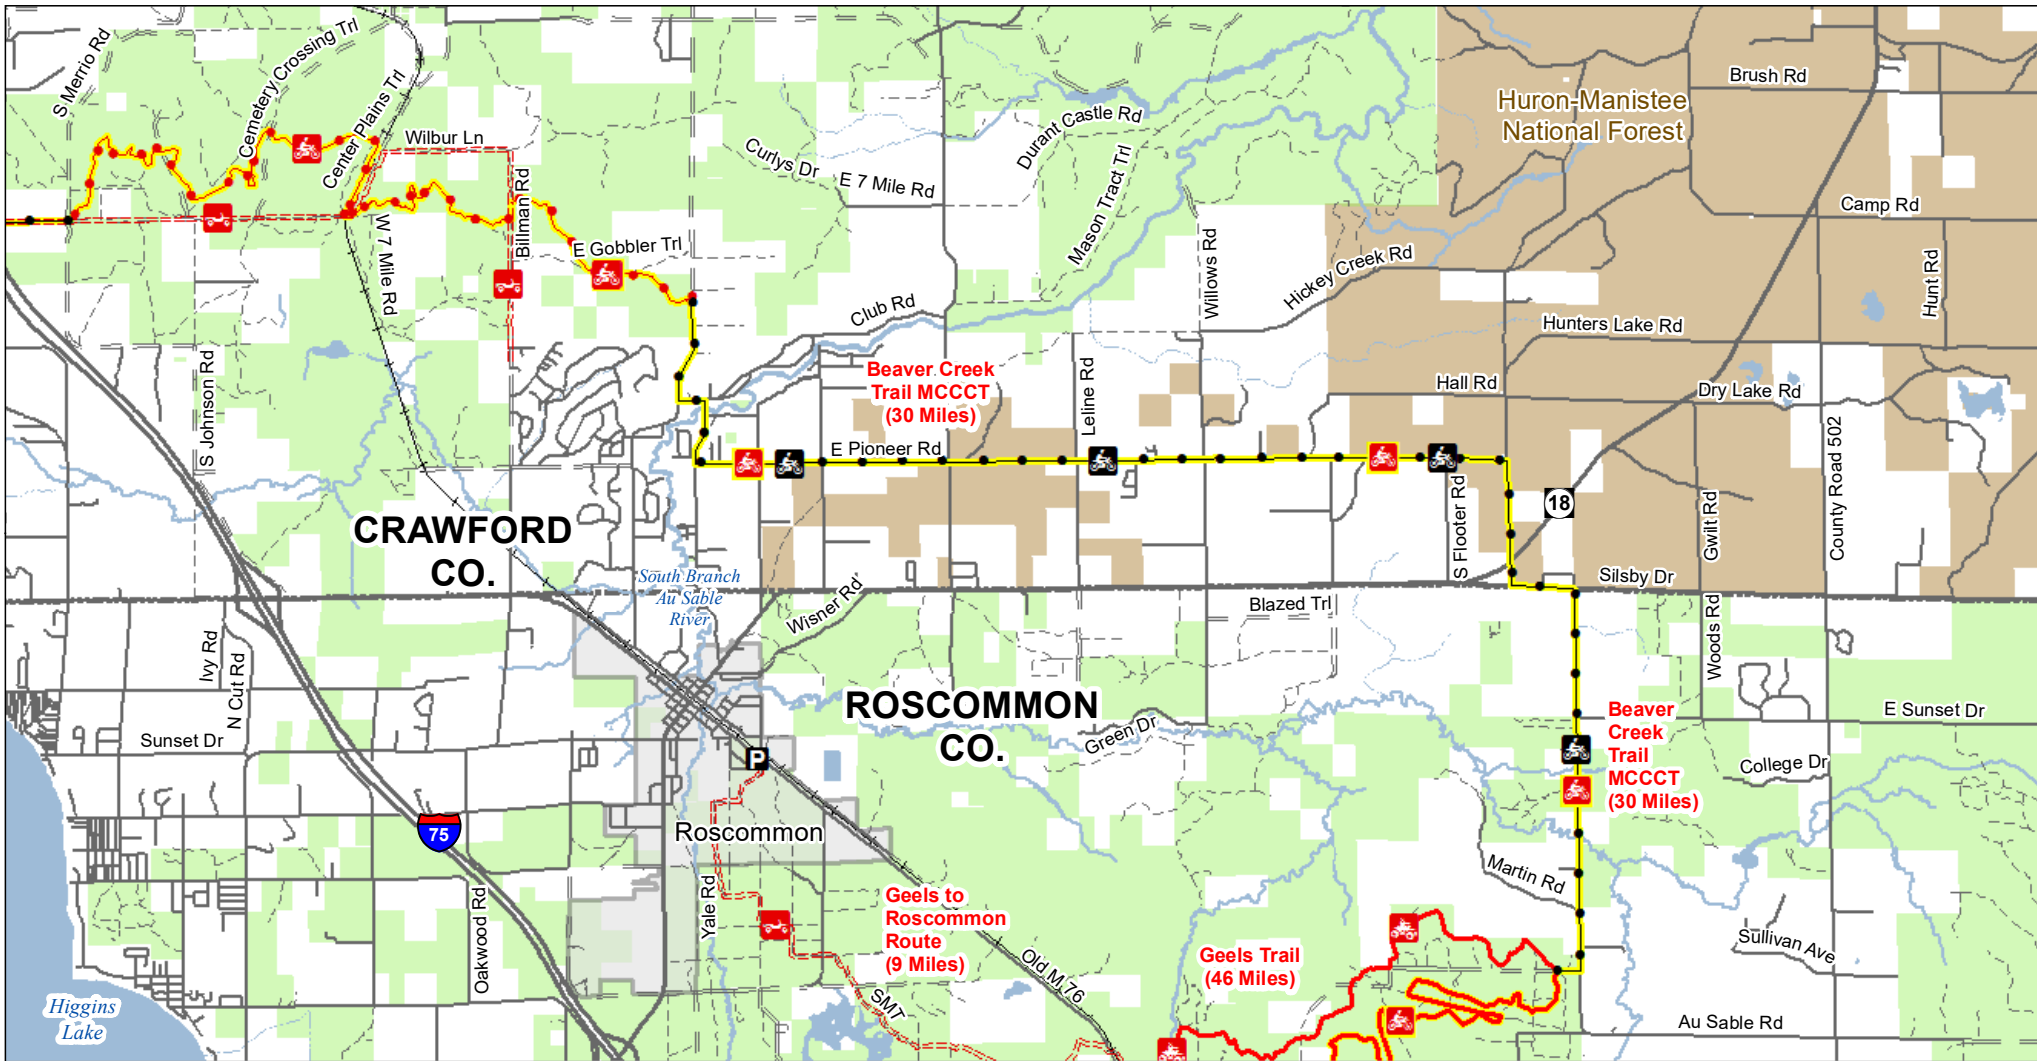 S Merrio Rd
Cemetery Crossing Trl
Center Plains Trl
Wilbur Ln
Billman Rd
W 7 Mile Rd
E Gobbler Trl
Curlys Dr
E 7 Mile Rd
Durant Castle Rd
Mason Tract Trl
Willows Rd
Hickey Creek Rd
Huron-Manistee
National Forest
Brush Rd
Camp Rd
Hunt Rd
Hunters Lake Rd
Club Rd
S Johnson Rd
Beaver Creek
Trail MCCCT
(30 Miles)
Leline Rd
Hall Rd
Dry Lake Rd
County Road 502
E Pioneer Rd
S Flooter Rd
18
Gwilt Rd
CRAWFORD
CO.
South Branch
Au Sable
River
Wisner Rd
Blazed Trl
Silsby Dr
Woods Rd
Ivy Rd
N Cut Rd
Sunset Dr
ROSCOMMON
CO.
Green Dr
E Sunset Dr
Beaver
Creek
Trail
MCCCT
(30 Miles)
College Dr
P
75
Roscommon
Martin Rd
Oakwood Rd
Yale Rd
Geels to
Roscommon
Route
(9 Miles)
Old M 76
SMT
Geels Trail
(46 Miles)
Sullivan Ave
Au Sable Rd
Higgins
Lake